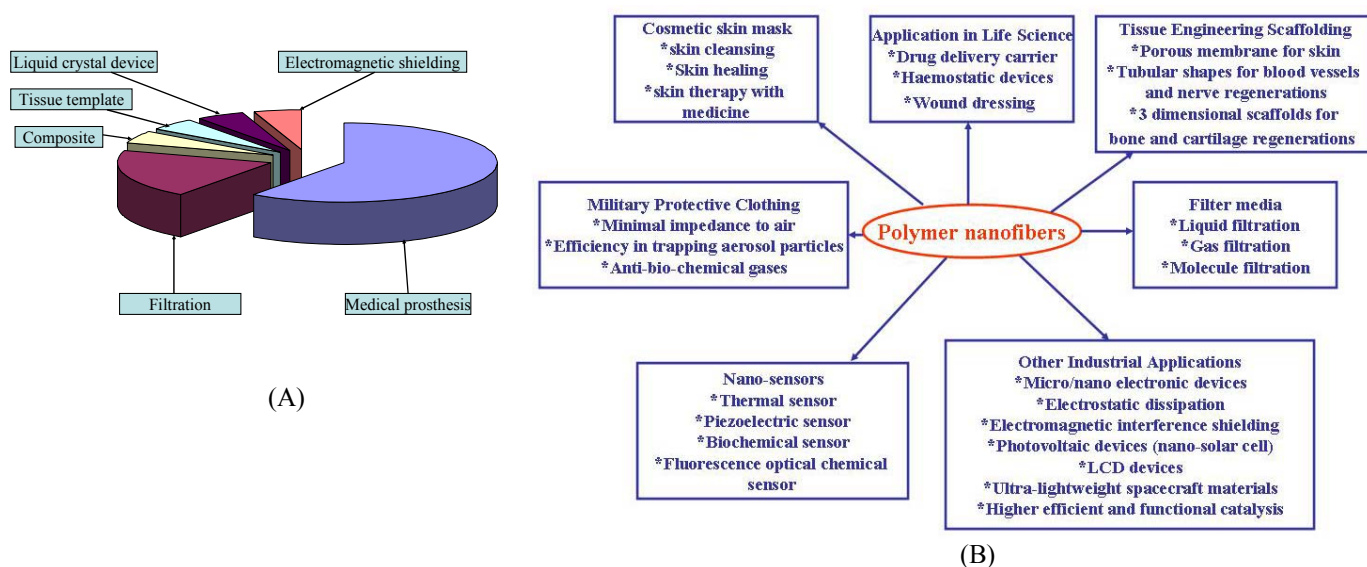 Liquid crystal device
Electromagnetic shielding
Tissue template
Composite
Filtration
Medical prosthesis
(A)
Cosmetic skin mask
*skin cleansing
*Skin healing
*skin therapy with
medicine
Application in Life Science
*Drug delivery carrier
*Haemostatic devices
*Wound dressing
Tissue Engineering Scaffolding
*Porous membrane for skin
*Tubular shapes for blood vessels
and nerve regenerations
*3 dimensional scaffolds for
bone and cartilage regenerations
Military Protective Clothing
*Minimal impedance to air
*Efficiency in trapping aerosol particles
*Anti-bio-chemical gases
Polymer nanofibers
Filter media
*Liquid filtration
*Gas filtration
*Molecule filtration
Nano-sensors
*Thermal sensor
*Piezoelectric sensor
*Biochemical sensor
*Fluorescence optical chemical
sensor
Other Industrial Applications
*Micro/nano electronic devices
*Electrostatic dissipation
*Electromagnetic interference shielding
*Photovoltaic devices (nano-solar cell)
*LCD devices
*Ultra-lightweight spacecraft materials
*Higher efficient and functional catalysis
(B)